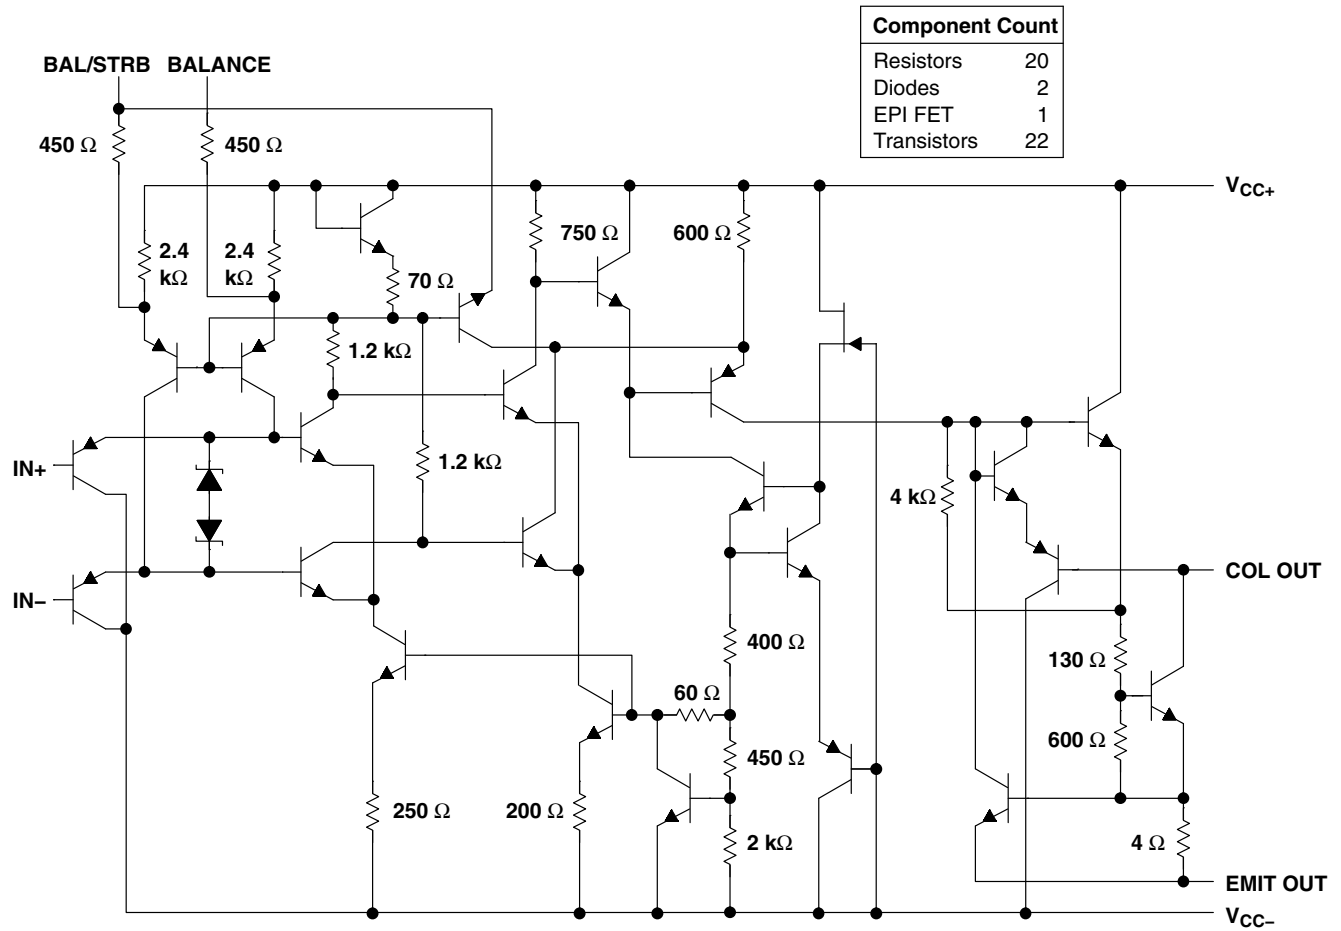 Component Count
Resistors 20
Diodes 2
EPI FET 1
Transistors 22
BAL/STRB BALANCE
450 Ω 450 Ω
VCC+
2.4 kΩ
2.4 kΩ
70 Ω
750 Ω
600 Ω
1.2 kΩ
IN+
1.2 kΩ
4 kΩ
IN−
COL OUT
400 Ω
130 Ω
60 Ω
600 Ω
450 Ω
250 Ω
200 Ω
2 kΩ
4 Ω
EMIT OUT
VCC−